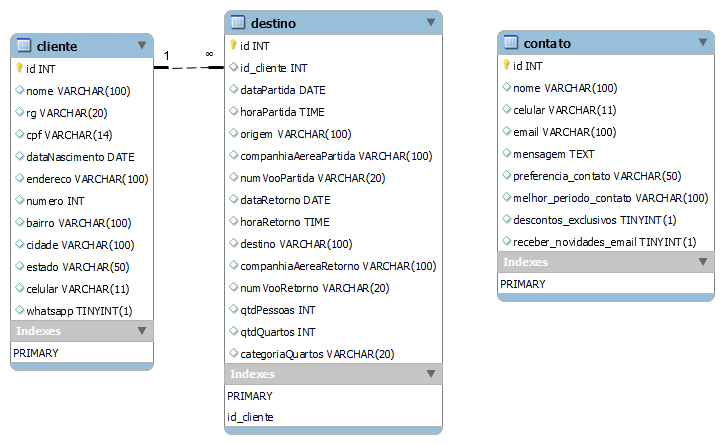 cliente
id INT
nome VARCHAR(100)
rg VARCHAR(20)
cpf VARCHAR(14)
dataNascimento DATE
endereco VARCHAR(100)
numero INT
bairro VARCHAR(100)
cidade VARCHAR(100)
estado VARCHAR(50)
celular VARCHAR(11)
whatsapp TINYINT(1)
Indexes
PRIMARY
1
∞
destino
id INT
id_cliente INT
dataPartida DATE
horaPartida TIME
origem VARCHAR(100)
companhiaAereaPartida VARCHAR(100)
numVooPartida VARCHAR(20)
dataRetorno DATE
horaRetorno TIME
destino VARCHAR(100)
companhiaAereaRetorno VARCHAR(100)
numVooRetorno VARCHAR(20)
qtdPessoas INT
qtdQuartos INT
categoriaQuartos VARCHAR(20)
Indexes
PRIMARY
id_cliente
contato
id INT
nome VARCHAR(100)
celular VARCHAR(11)
email VARCHAR(100)
mensagem TEXT
preferencia_contato VARCHAR(50)
melhor_periodo_contato VARCHAR(100)
descontos_exclusivos TINYINT(1)
receber_novidades_email TINYINT(1)
Indexes
PRIMARY